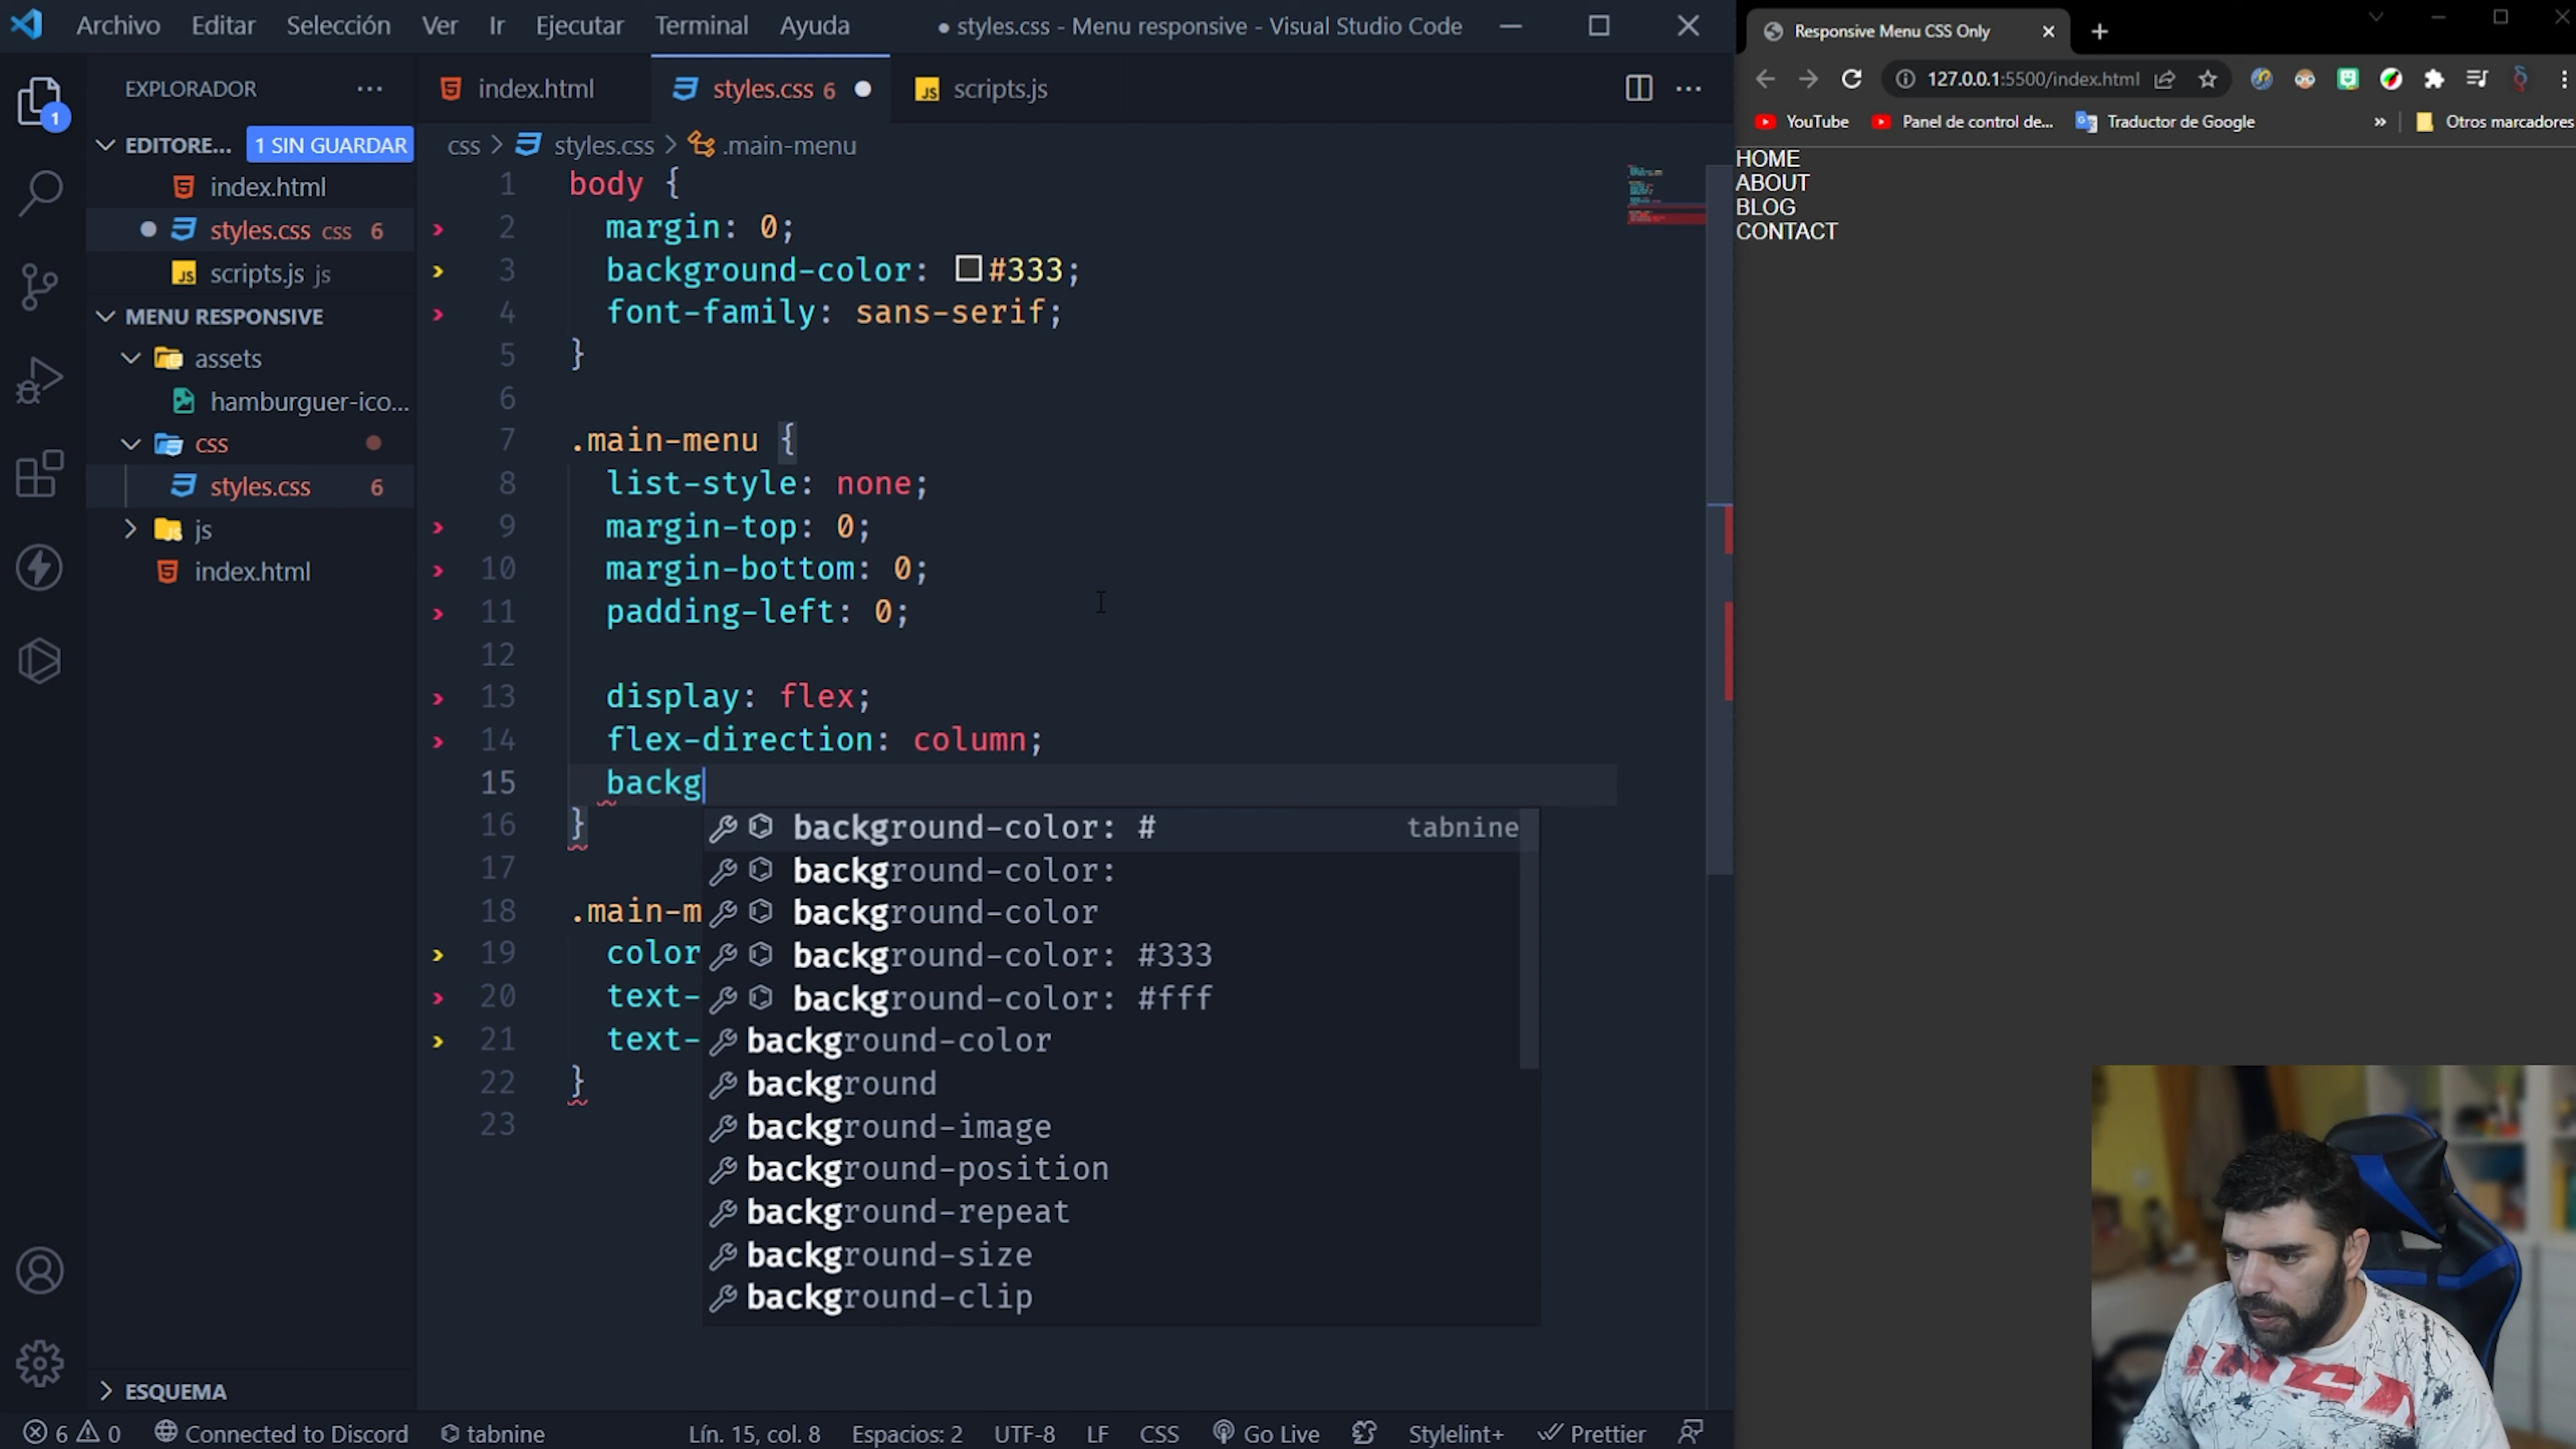 Archivo Editar Selección Ver Ir Ejecutar Terminal Ayuda
● styles.css - Menu responsive - Visual Studio Code
EXPLORADOR
EDITORE... 1 SIN GUARDAR
index.html
styles.css css 6
scripts.js js
MENU RESPONSIVE
assets
hamburguer-ico...
css
styles.css 6
js
index.html
ESQUEMA
1
index.html
styles.css 6
scripts.js
css > styles.css > .main-menu
1 body {
2 margin: 0;
3 background-color: #333;
4 font-family: sans-serif;
5 }
6
7 .main-menu {
8 list-style: none;
9 margin-top: 0;
10 margin-bottom: 0;
11 padding-left: 0;
12
13 display: flex;
14 flex-direction: column;
15 backg
16 }
17
18 .main-m
19 color
20 text-
21 text-
22 }
23
background-color: # tabnine
background-color:
background-color
background-color: #333
background-color: #fff
background-color
background
background-image
background-position
background-repeat
background-size
background-clip
6 0 Connected to Discord tabnine Lín. 15, col. 8 Espacios: 2 UTF-8 LF CSS Go Live Stylelint+ Prettier
Responsive Menu CSS Only
127.0.0.1:5500/index.html
YouTube Panel de control de... Traductor de Google » Otros marcadores
HOME
ABOUT
BLOG
CONTACT